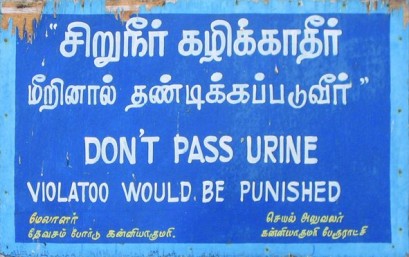 "சிறுநீர் கழிக்காதீர்
மீறினால் தண்டிக்கப்படுவீர்"
DON'T PASS URINE
VIOLATOO WOULD BE PUNISHED
மேலாளர் செயல் அலுவலர்
தேவசம் போர்டு கன்னியாகுமரி. கன்னியாகுமரி பேரூராட்சி